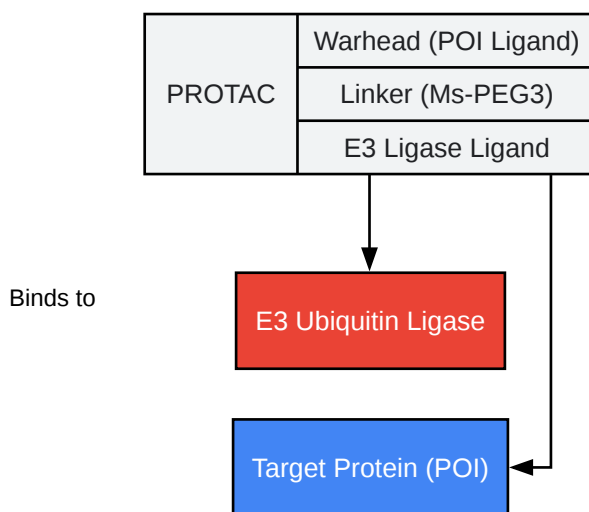 PROTAC
Warhead (POI Ligand)
Linker (Ms-PEG3)
E3 Ligase Ligand
Binds to
E3 Ubiquitin Ligase
Target Protein (POI)